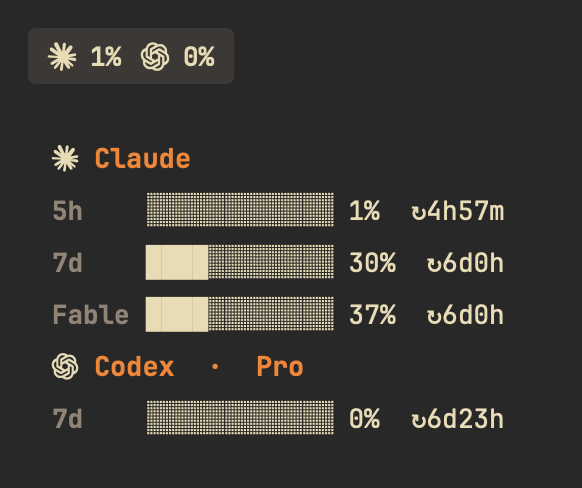 1% 0%
Claude
5h 1% ↻4h57m
7d 30% ↻6d0h
Fable 37% ↻6d0h
Codex · Pro
7d 0% ↻6d23h